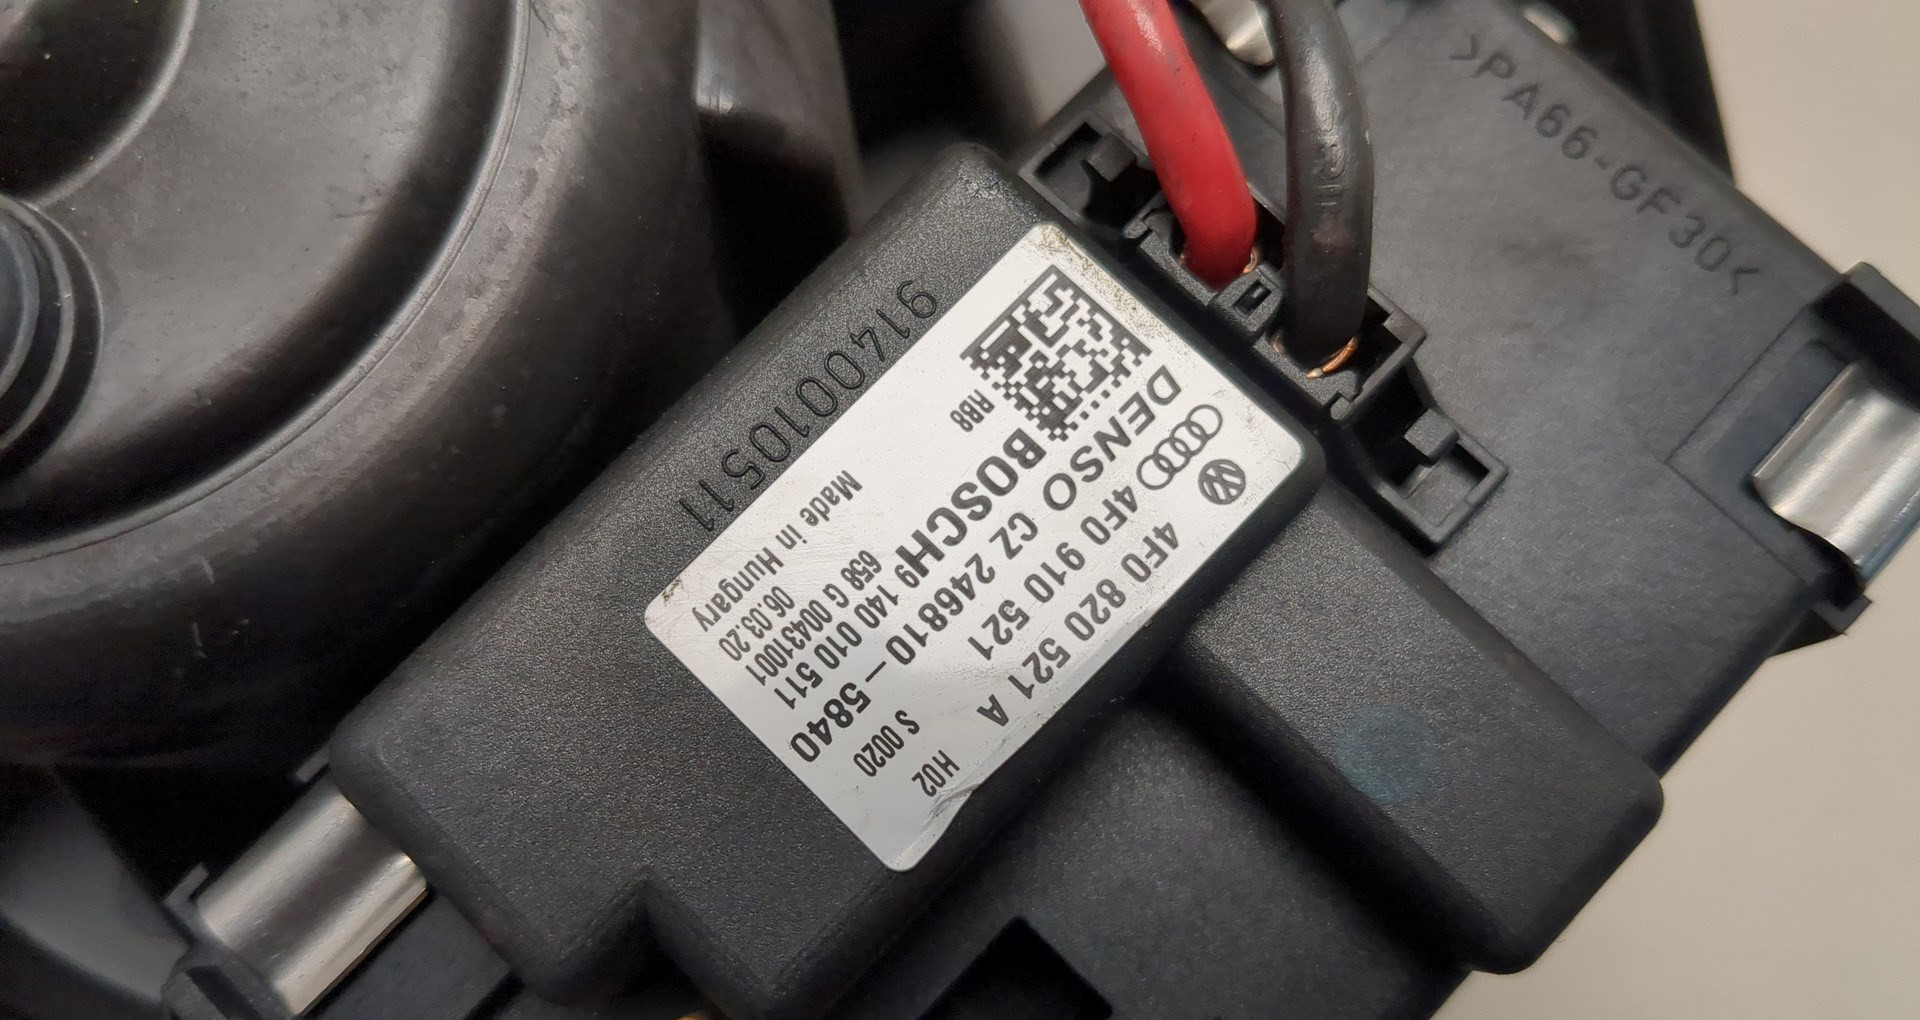 >PA66-GF30<
9140010511
4F0 820 521 A
4F0 910 521 H02
DENSO CZ 246810-5840 S 0020
BOSCH 9 140 010 511
RB8 658 G 00431001
06.03.20
Made in Hungary